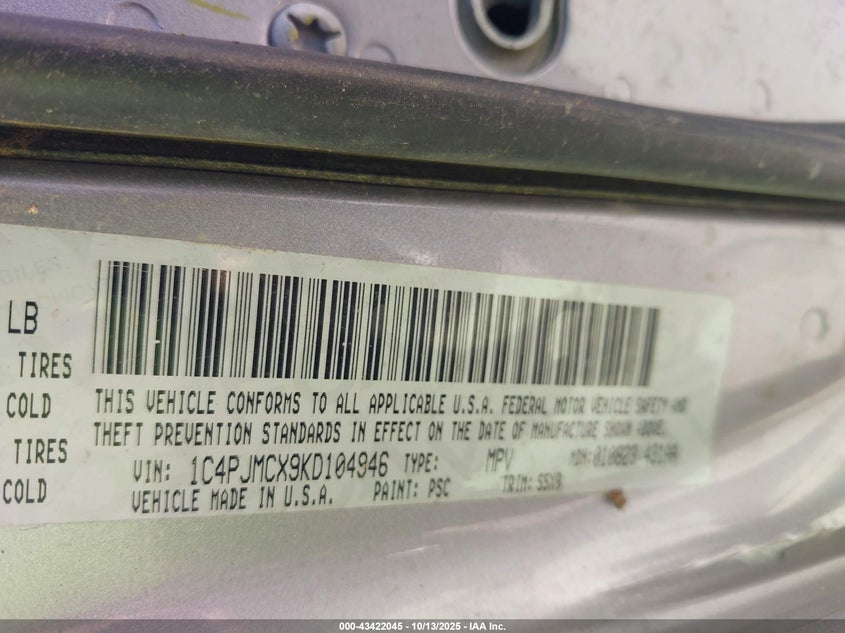 LB
TIRES
COLD
TIRES
COLD
THIS VEHICLE CONFORMS TO ALL APPLICABLE U.S.A. FEDERAL MOTOR VEHICLE SAFETY AND
THEFT PREVENTION STANDARDS IN EFFECT ON THE DATE OF MANUFACTURE SHOWN ABOVE.
VIN: 1C4PJMCX9KD104946 TYPE: MPV MDH:
VEHICLE MADE IN U.S.A. PAINT: PSC TRIM:
000-43422045 - 10/13/2025 - IAA Inc.